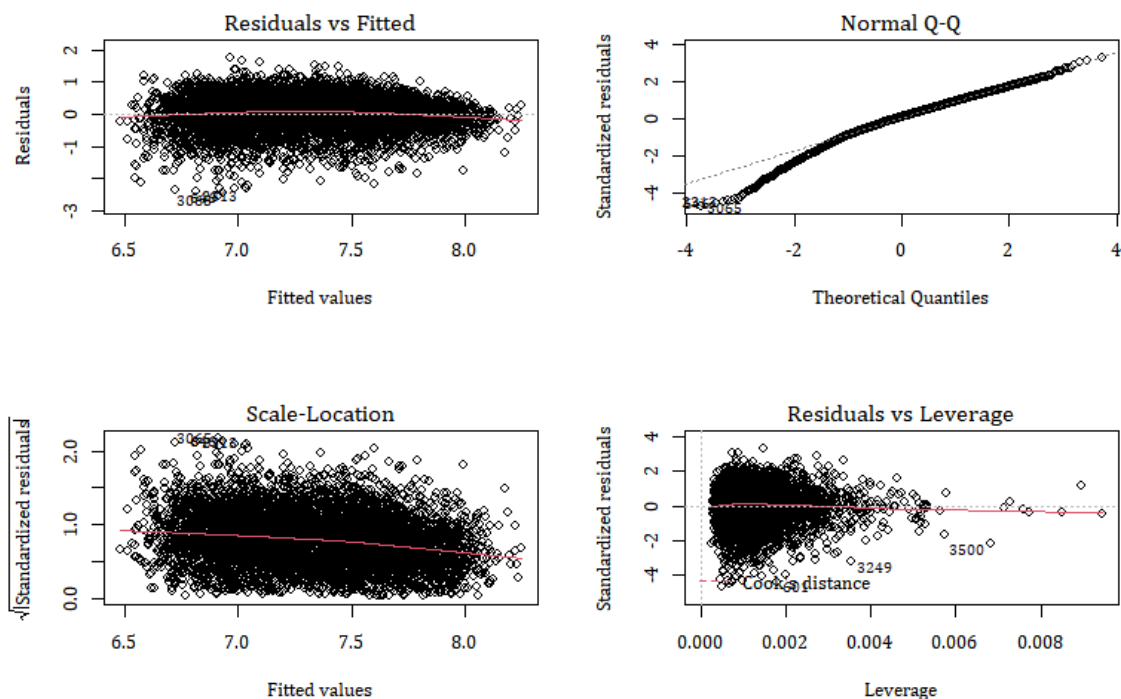 Residuals vs Fitted
Residuals
2
1
0
-1
-3
6.5 7.0 7.5 8.0
Fitted values
Normal Q-Q
Standardized residuals
4
2
0
-2
-4
3065
-4 -2 0 2 4
Theoretical Quantiles
Scale-Location
√|Standardized residuals|
2.0
1.0
0.0
3065
6.5 7.0 7.5 8.0
Fitted values
Residuals vs Leverage
Standardized residuals
4
2
0
-2
-4
3500
3249
Cook's distance
0.000 0.002 0.004 0.006 0.008
Leverage